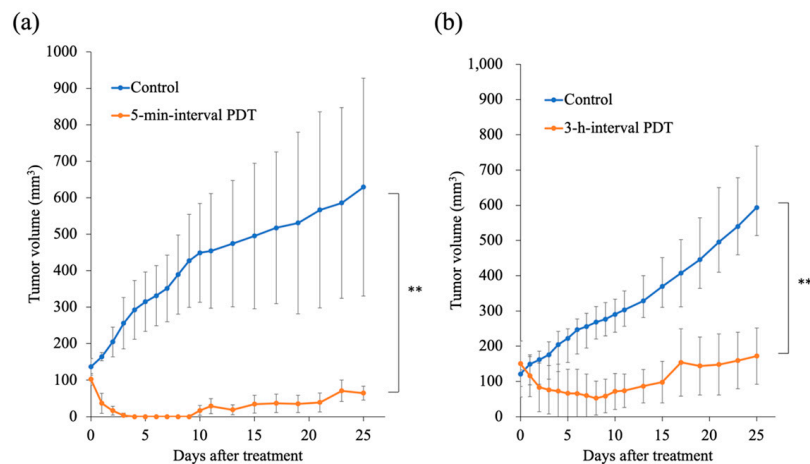 (a)
1000
900
800
700
600
500
400
300
200
100
0
Tumor volume (mm³)
Control
5-min-interval PDT
**
0 5 10 15 20 25
Days after treatment
(b)
1,000
900
800
700
600
500
400
300
200
100
0
Tumor volume (mm³)
Control
3-h-interval PDT
**
0 5 10 15 20 25
Days after treatment